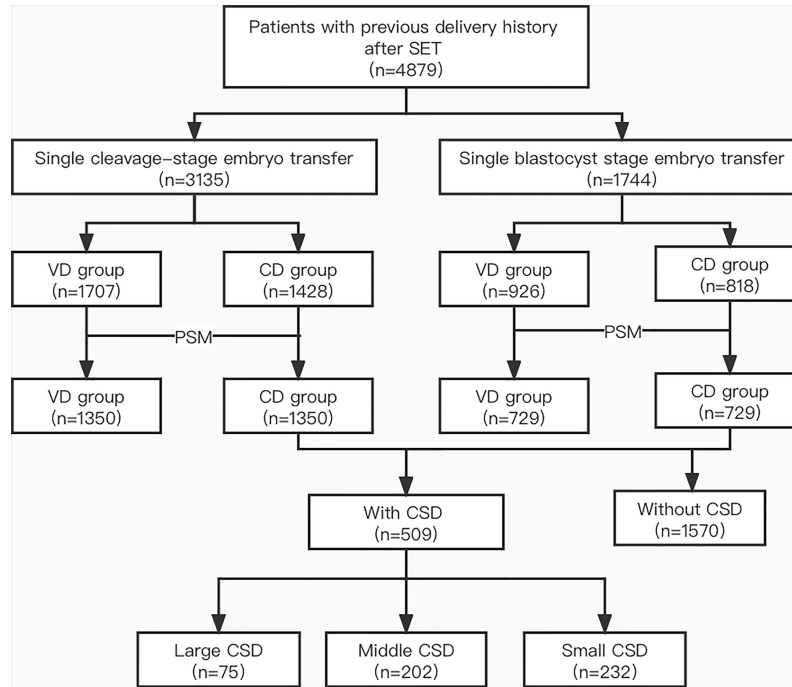 Patients with previous delivery history
after SET
(n=4879)
Single cleavage-stage embryo transfer
(n=3135)
Single blastocyst stage embryo transfer
(n=1744)
VD group
(n=1707)
CD group
(n=1428)
VD group
(n=926)
CD group
(n=818)
PSM
PSM
VD group
(n=1350)
CD group
(n=1350)
VD group
(n=729)
CD group
(n=729)
With CSD
(n=509)
Without CSD
(n=1570)
Large CSD
(n=75)
Middle CSD
(n=202)
Small CSD
(n=232)